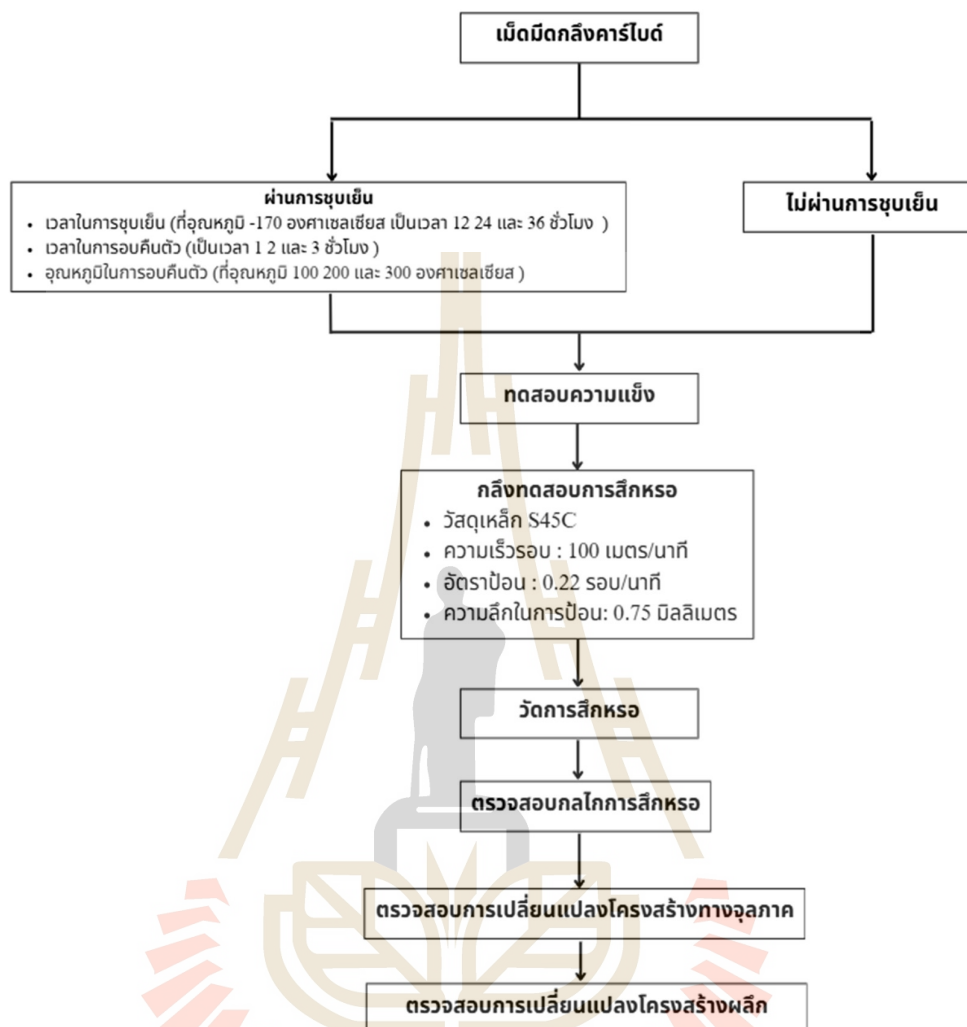 เม็ดมีดกลึงคาร์ไบด์
ผ่านการชุบเย็น
• เวลาในการชุบเย็น (ที่อุณหภูมิ -170 องศาเซลเซียส เป็นเวลา 12 24 และ 36 ชั่วโมง )
• เวลาในการอบคืนตัว (เป็นเวลา 1 2 และ 3 ชั่วโมง )
• อุณหภูมิในการอบคืนตัว (ที่อุณหภูมิ 100 200 และ 300 องศาเซลเซียส )
ไม่ผ่านการชุบเย็น
ทดสอบความแข็ง
กลึงทดสอบการสึกหรอ
• วัสดุเหล็ก S45C
• ความเร็วรอบ : 100 เมตร/นาที
• อัตราป้อน : 0.22 รอบ/นาที
• ความลึกในการป้อน: 0.75 มิลลิเมตร
วัดการสึกหรอ
ตรวจสอบกลไกการสึกหรอ
ตรวจสอบการเปลี่ยนแปลงโครงสร้างทางจุลภาค
ตรวจสอบการเปลี่ยนแปลงโครงสร้างผลึก